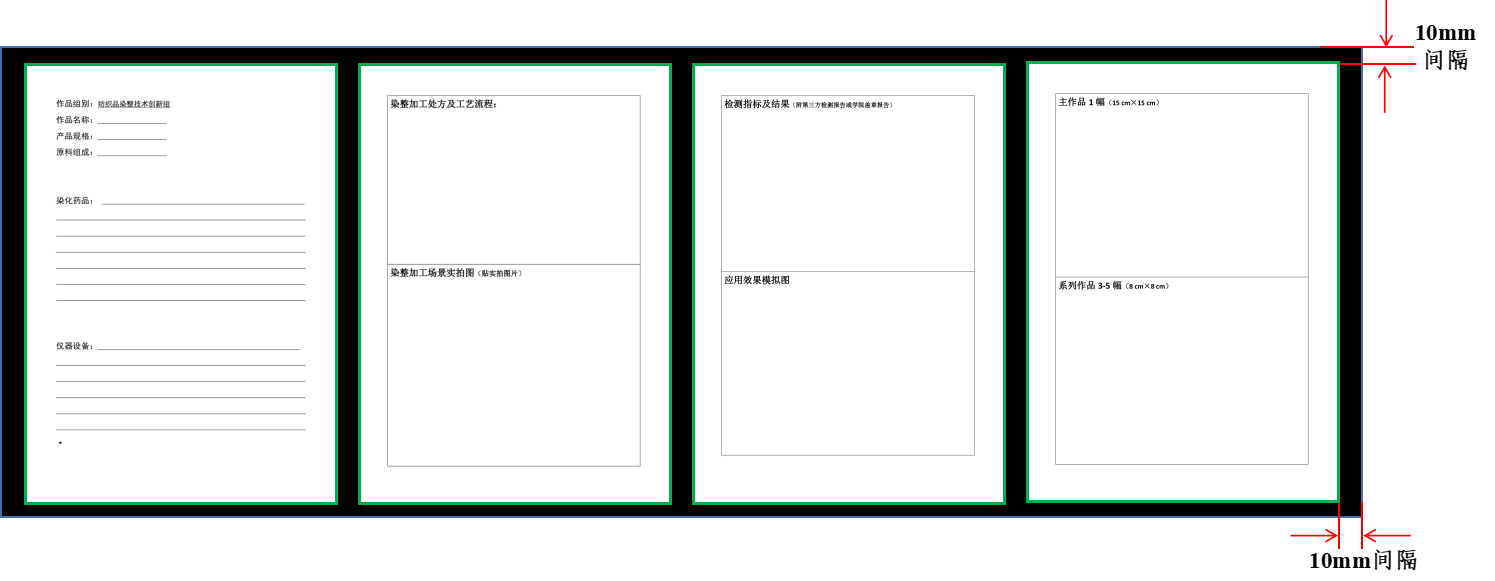 作品组别：纺织品染整技术创新组
作品名称：
产品规格：
原料组成：
染化药品：
仪器设备：
染整加工处方及工艺流程：
染整加工场景实拍图（贴实拍图片）
检测指标及结果（附第三方检测报告或学院盖章报告）
应用效果模拟图
主作品 1 幅（15 cm×15 cm）
系列作品 3-5 幅（8 cm×8 cm）
10mm
间隔
10mm间隔